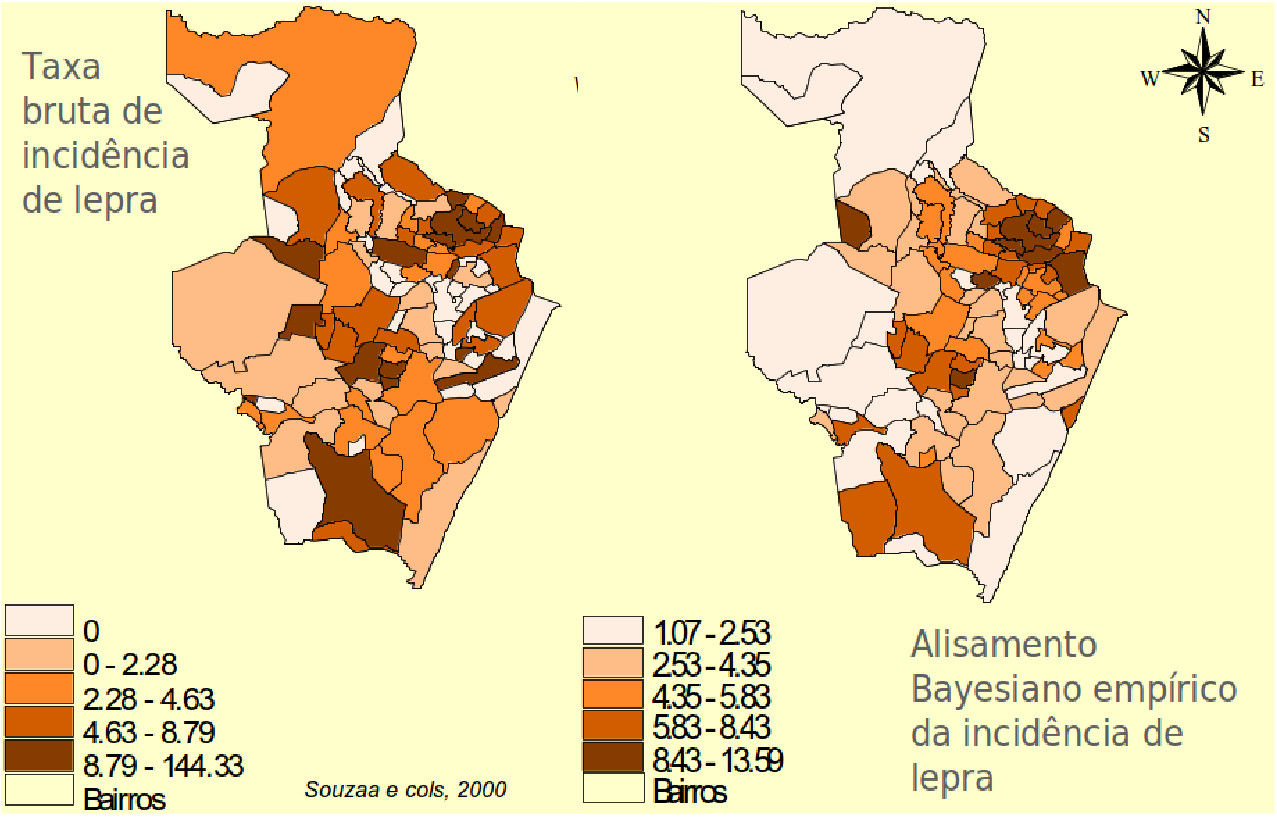 Taxa
bruta de
incidência
de lepra
N
W E
S
0
0 - 2.28
2.28 - 4.63
4.63 - 8.79
8.79 - 144.33
Bairros
Souzaa e cols, 2000
1.07 - 2.53
2.53 - 4.35
4.35 - 5.83
5.83 - 8.43
8.43 - 13.59
Bairros
Alisamento
Bayesiano empírico
da incidência de
lepra